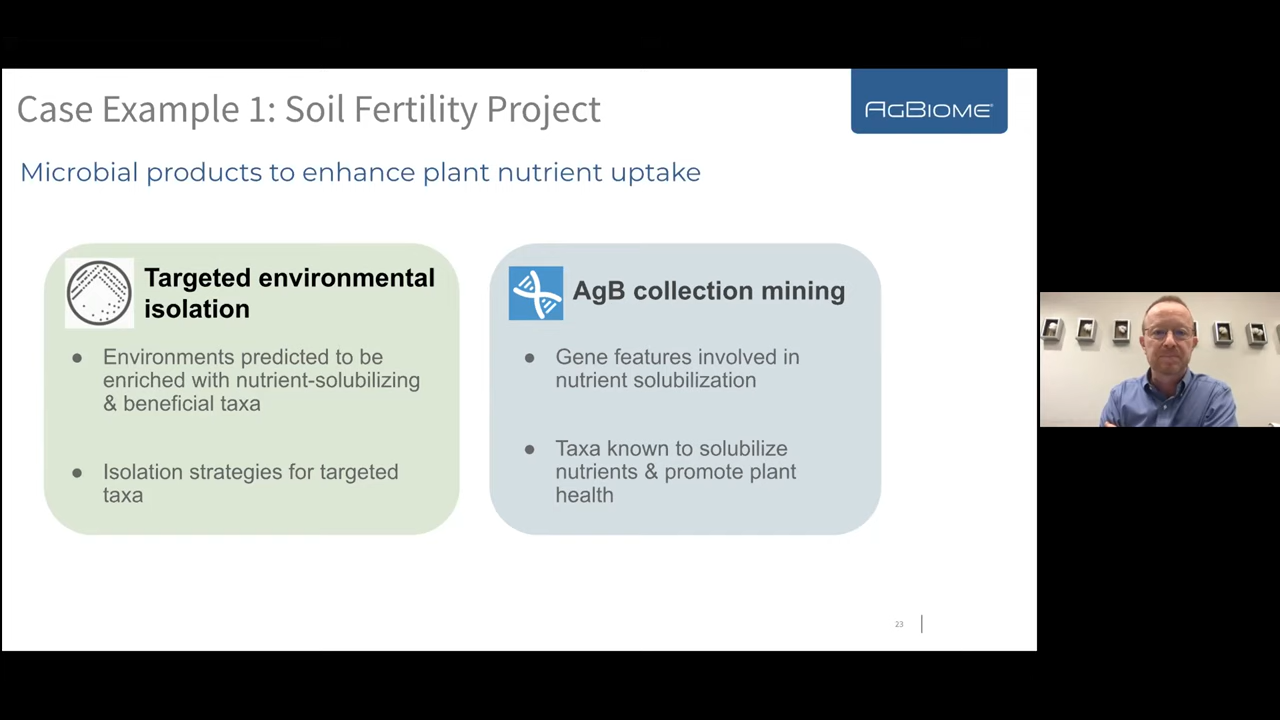 Case Example 1: Soil Fertility Project
AGBIOME
Microbial products to enhance plant nutrient uptake
Targeted environmental
isolation
● Environments predicted to be
enriched with nutrient-solubilizing
& beneficial taxa
● Isolation strategies for targeted
taxa
AgB collection mining
● Gene features involved in
nutrient solubilization
● Taxa known to solubilize
nutrients & promote plant
health
23